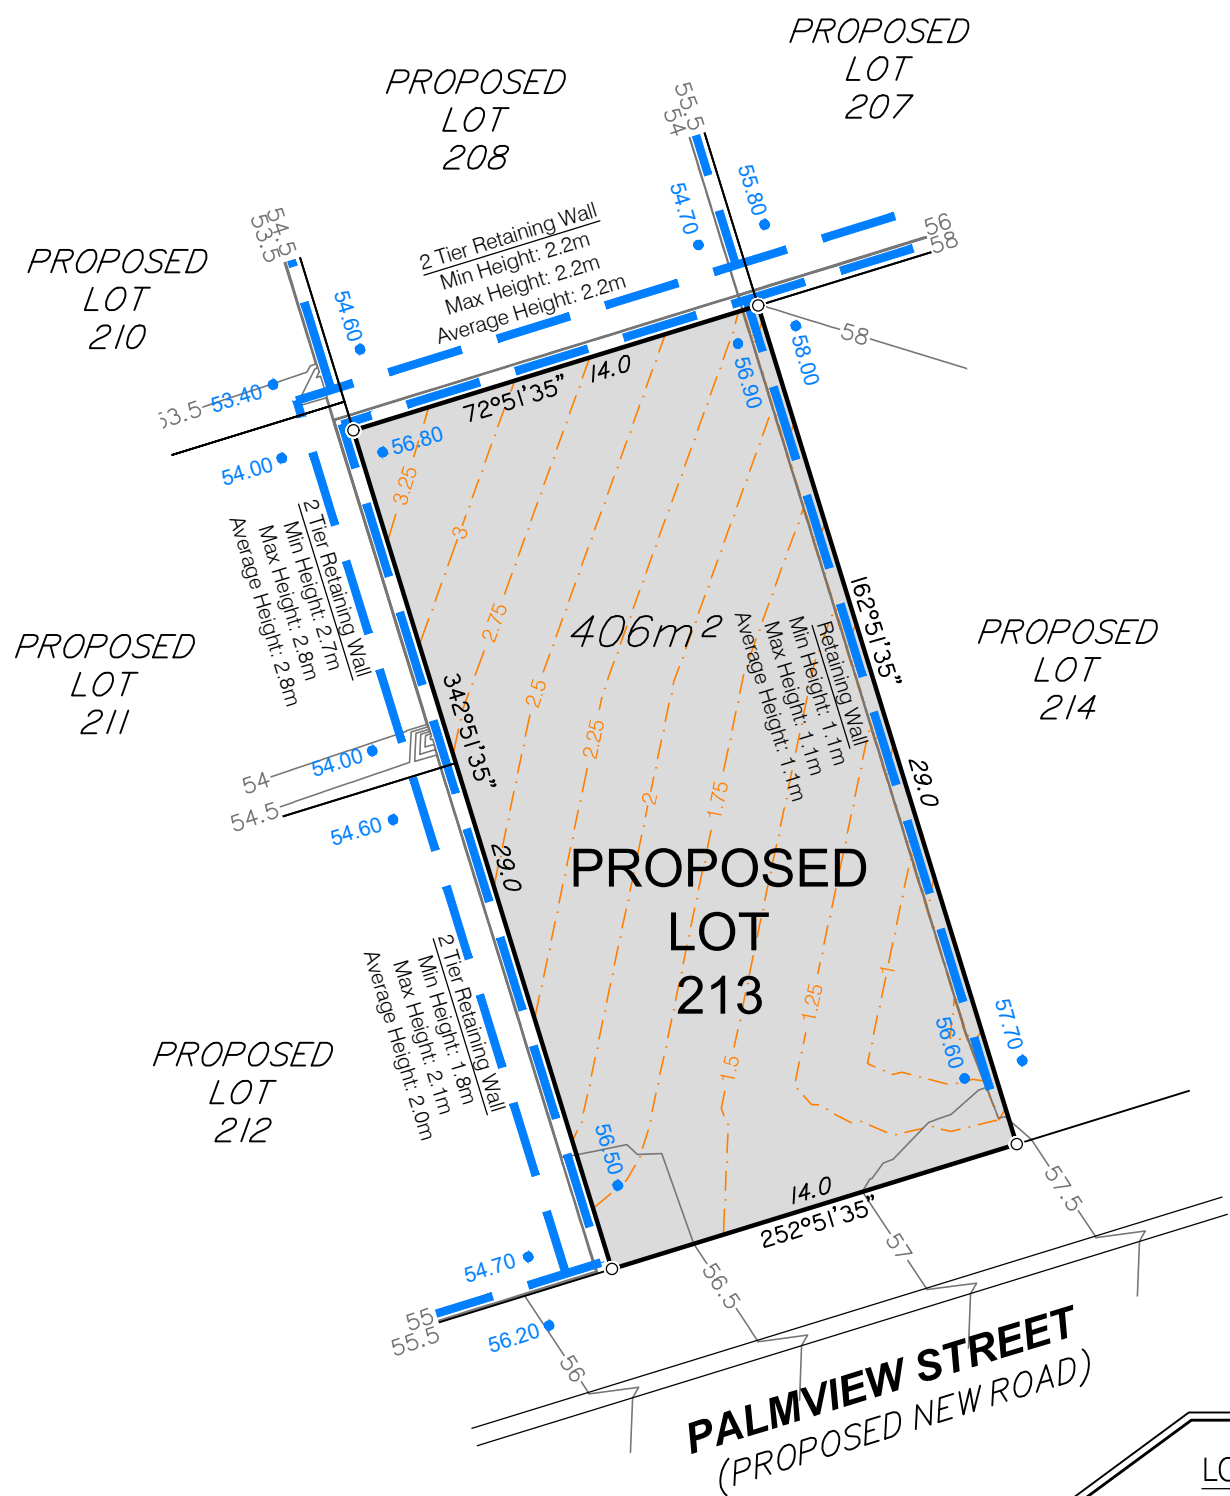 PROPOSED
LOT
207
PROPOSED
LOT
208
55.5
54
54.70
55.80
54.5
53.5
PROPOSED
LOT
210
2 Tier Retaining Wall
Min Height: 2.2m
Max Height: 2.2m
Average Height: 2.2m
56
58
54.60
58
58.00
56.90
53.40
53.5
14.0
72°51'35"
56.80
54.00
3.25
3
2.75
2.5
2.25
2
1.75
1.5
1.25
1
2 Tier Retaining Wall
Min Height: 2.7m
Max Height: 2.8m
Average Height: 2.8m
406m²
162°51'35"
29.0
Retaining Wall
Min Height: 1.1m
Max Height: 1.1m
Average Height: 1.1m
PROPOSED
LOT
211
PROPOSED
LOT
214
342°51'35"
29.0
54
54.00
54.5
54.60
PROPOSED
LOT
213
2 Tier Retaining Wall
Min Height: 1.8m
Max Height: 2.1m
Average Height: 2.0m
PROPOSED
LOT
212
56.60
57.70
56.50
14.0
252°51'35"
57.5
57
56.5
56
54.70
55
55.5
56.20
PALMVIEW STREET
(PROPOSED NEW ROAD)
LO